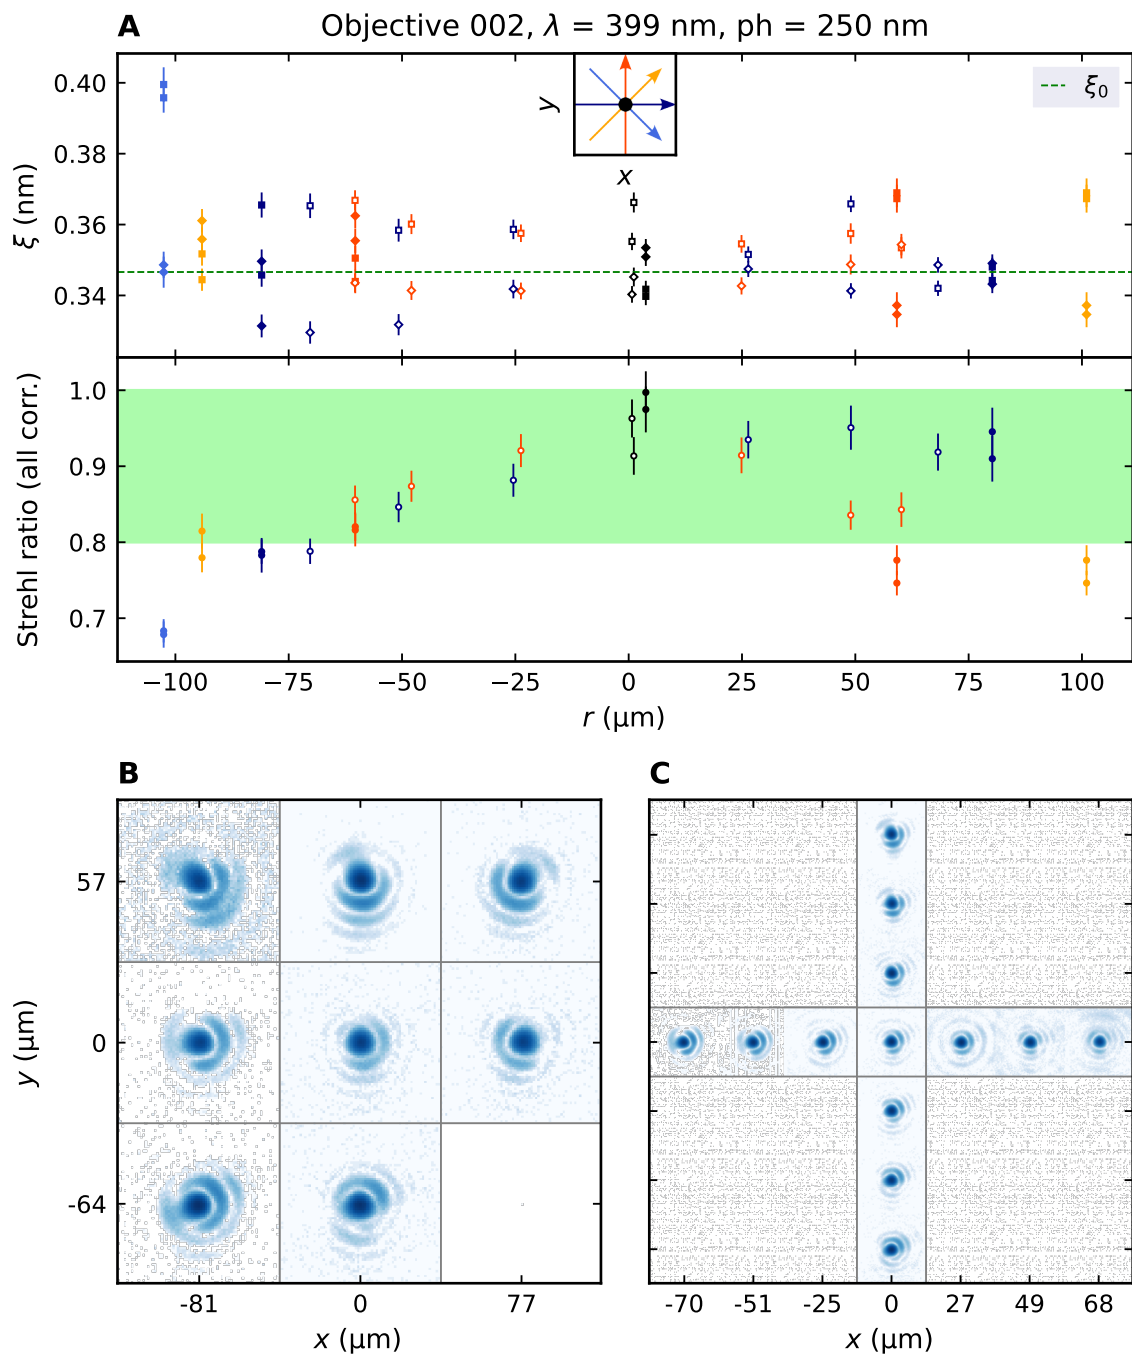 A
Objective 002, λ = 399 nm, ph = 250 nm
0.40
0.38
0.36
0.34
ξ (nm)
y
x
ξ₀
1.0
0.9
0.8
0.7
Strehl ratio (all corr.)
−100 −75 −50 −25 0 25 50 75 100
r (μm)
B
57
0
-64
y (μm)
-81 0 77
x (μm)
C
-70 -51 -25 0 27 49 68
x (μm)